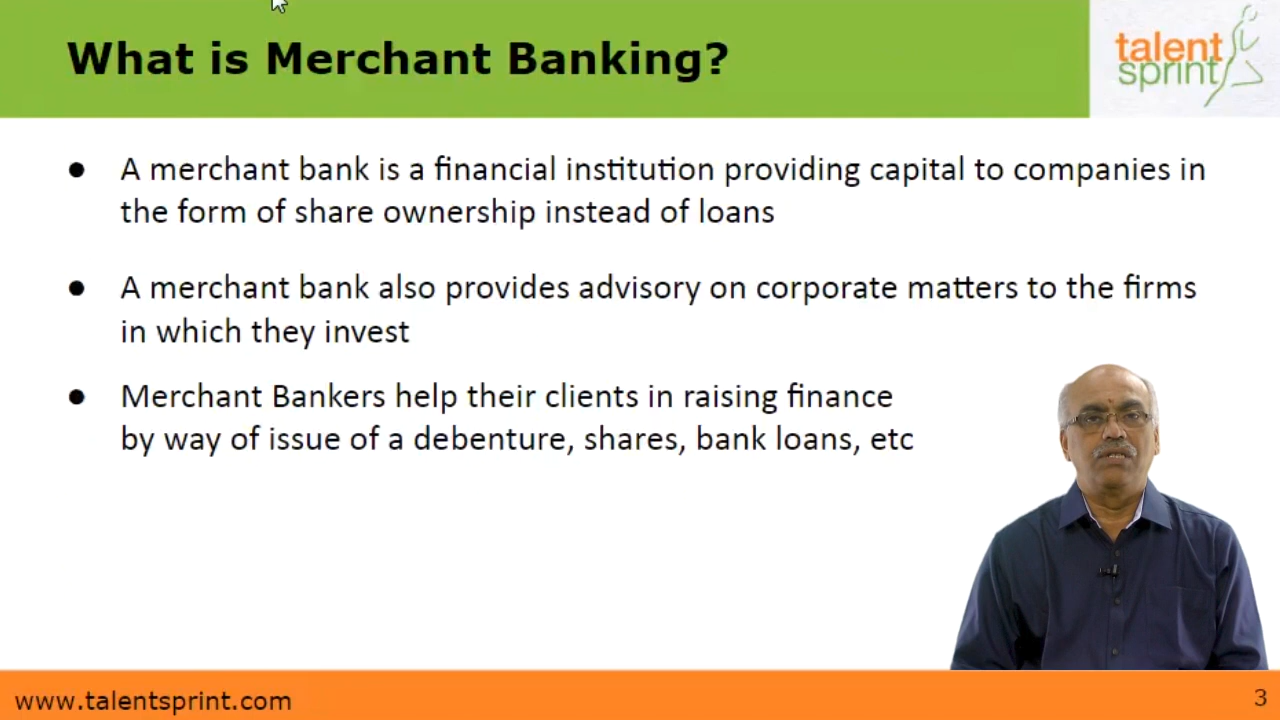 What is Merchant Banking?
talent
sprint
● A merchant bank is a financial institution providing capital to companies in
the form of share ownership instead of loans
● A merchant bank also provides advisory on corporate matters to the firms
in which they invest
● Merchant Bankers help their clients in raising finance
by way of issue of a debenture, shares, bank loans, etc
www.talentsprint.com
3